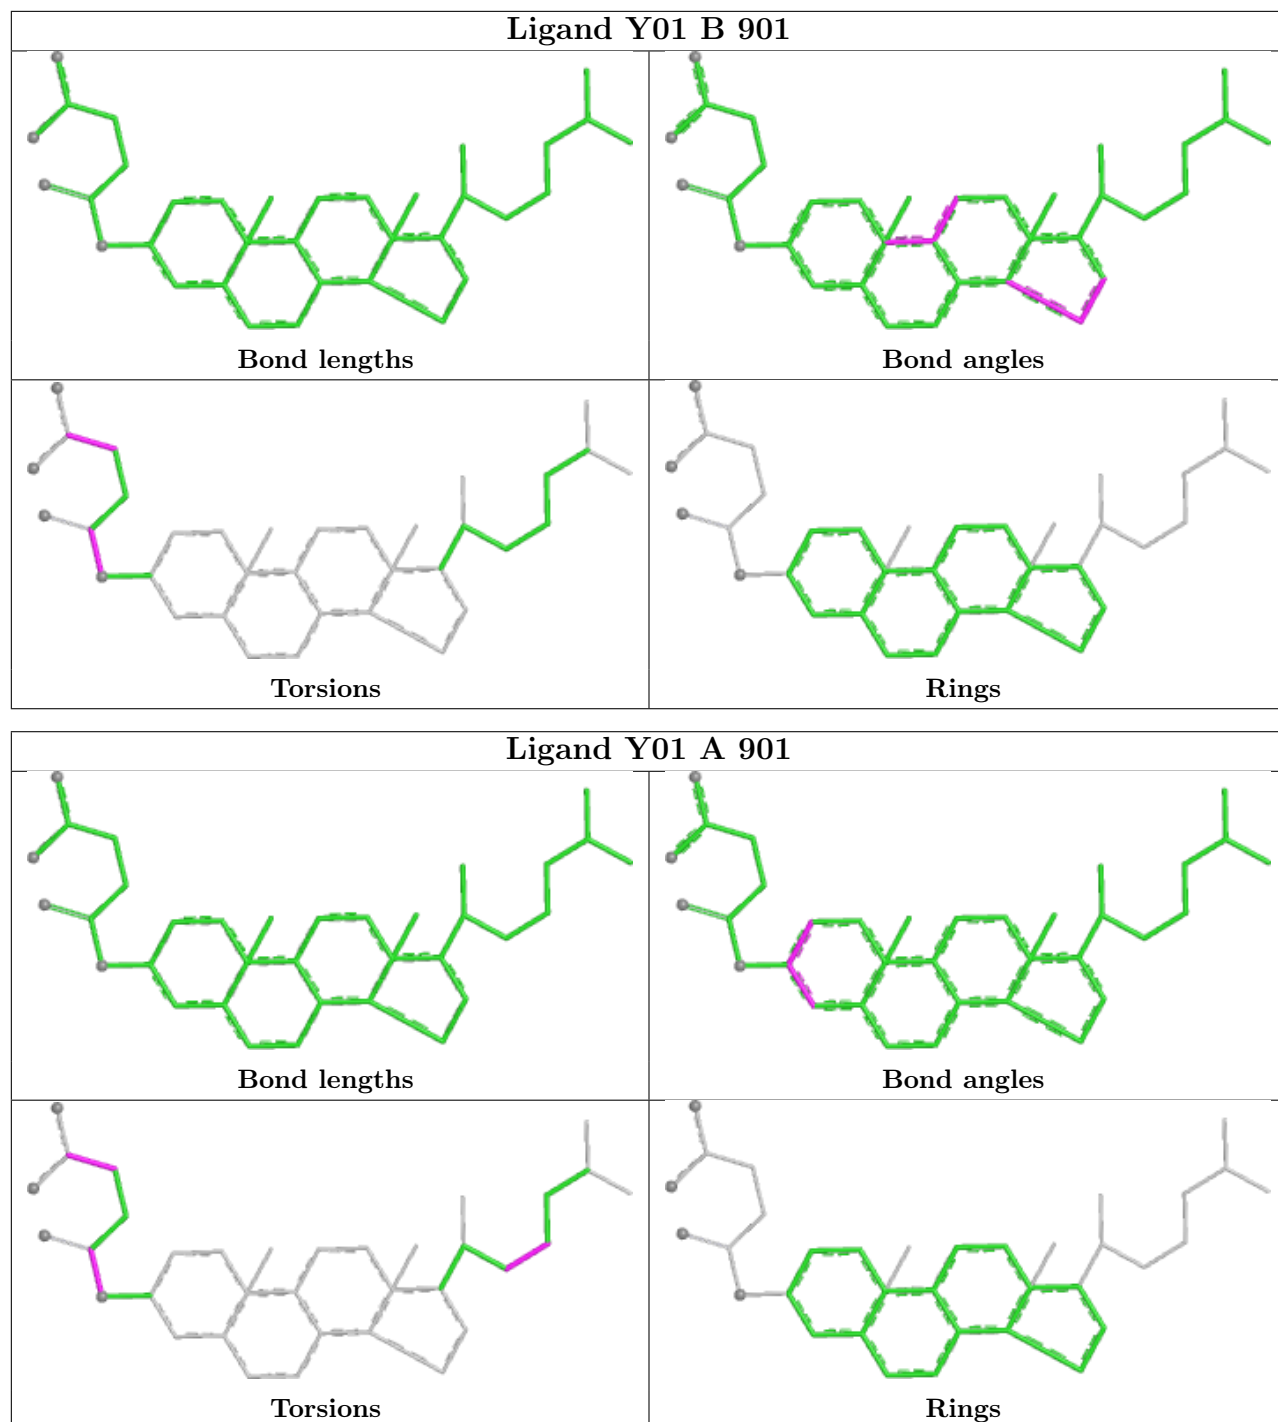 Ligand Y01 B 901
Bond lengths
Bond angles
Torsions
Rings
Ligand Y01 A 901
Bond lengths
Bond angles
Torsions
Rings